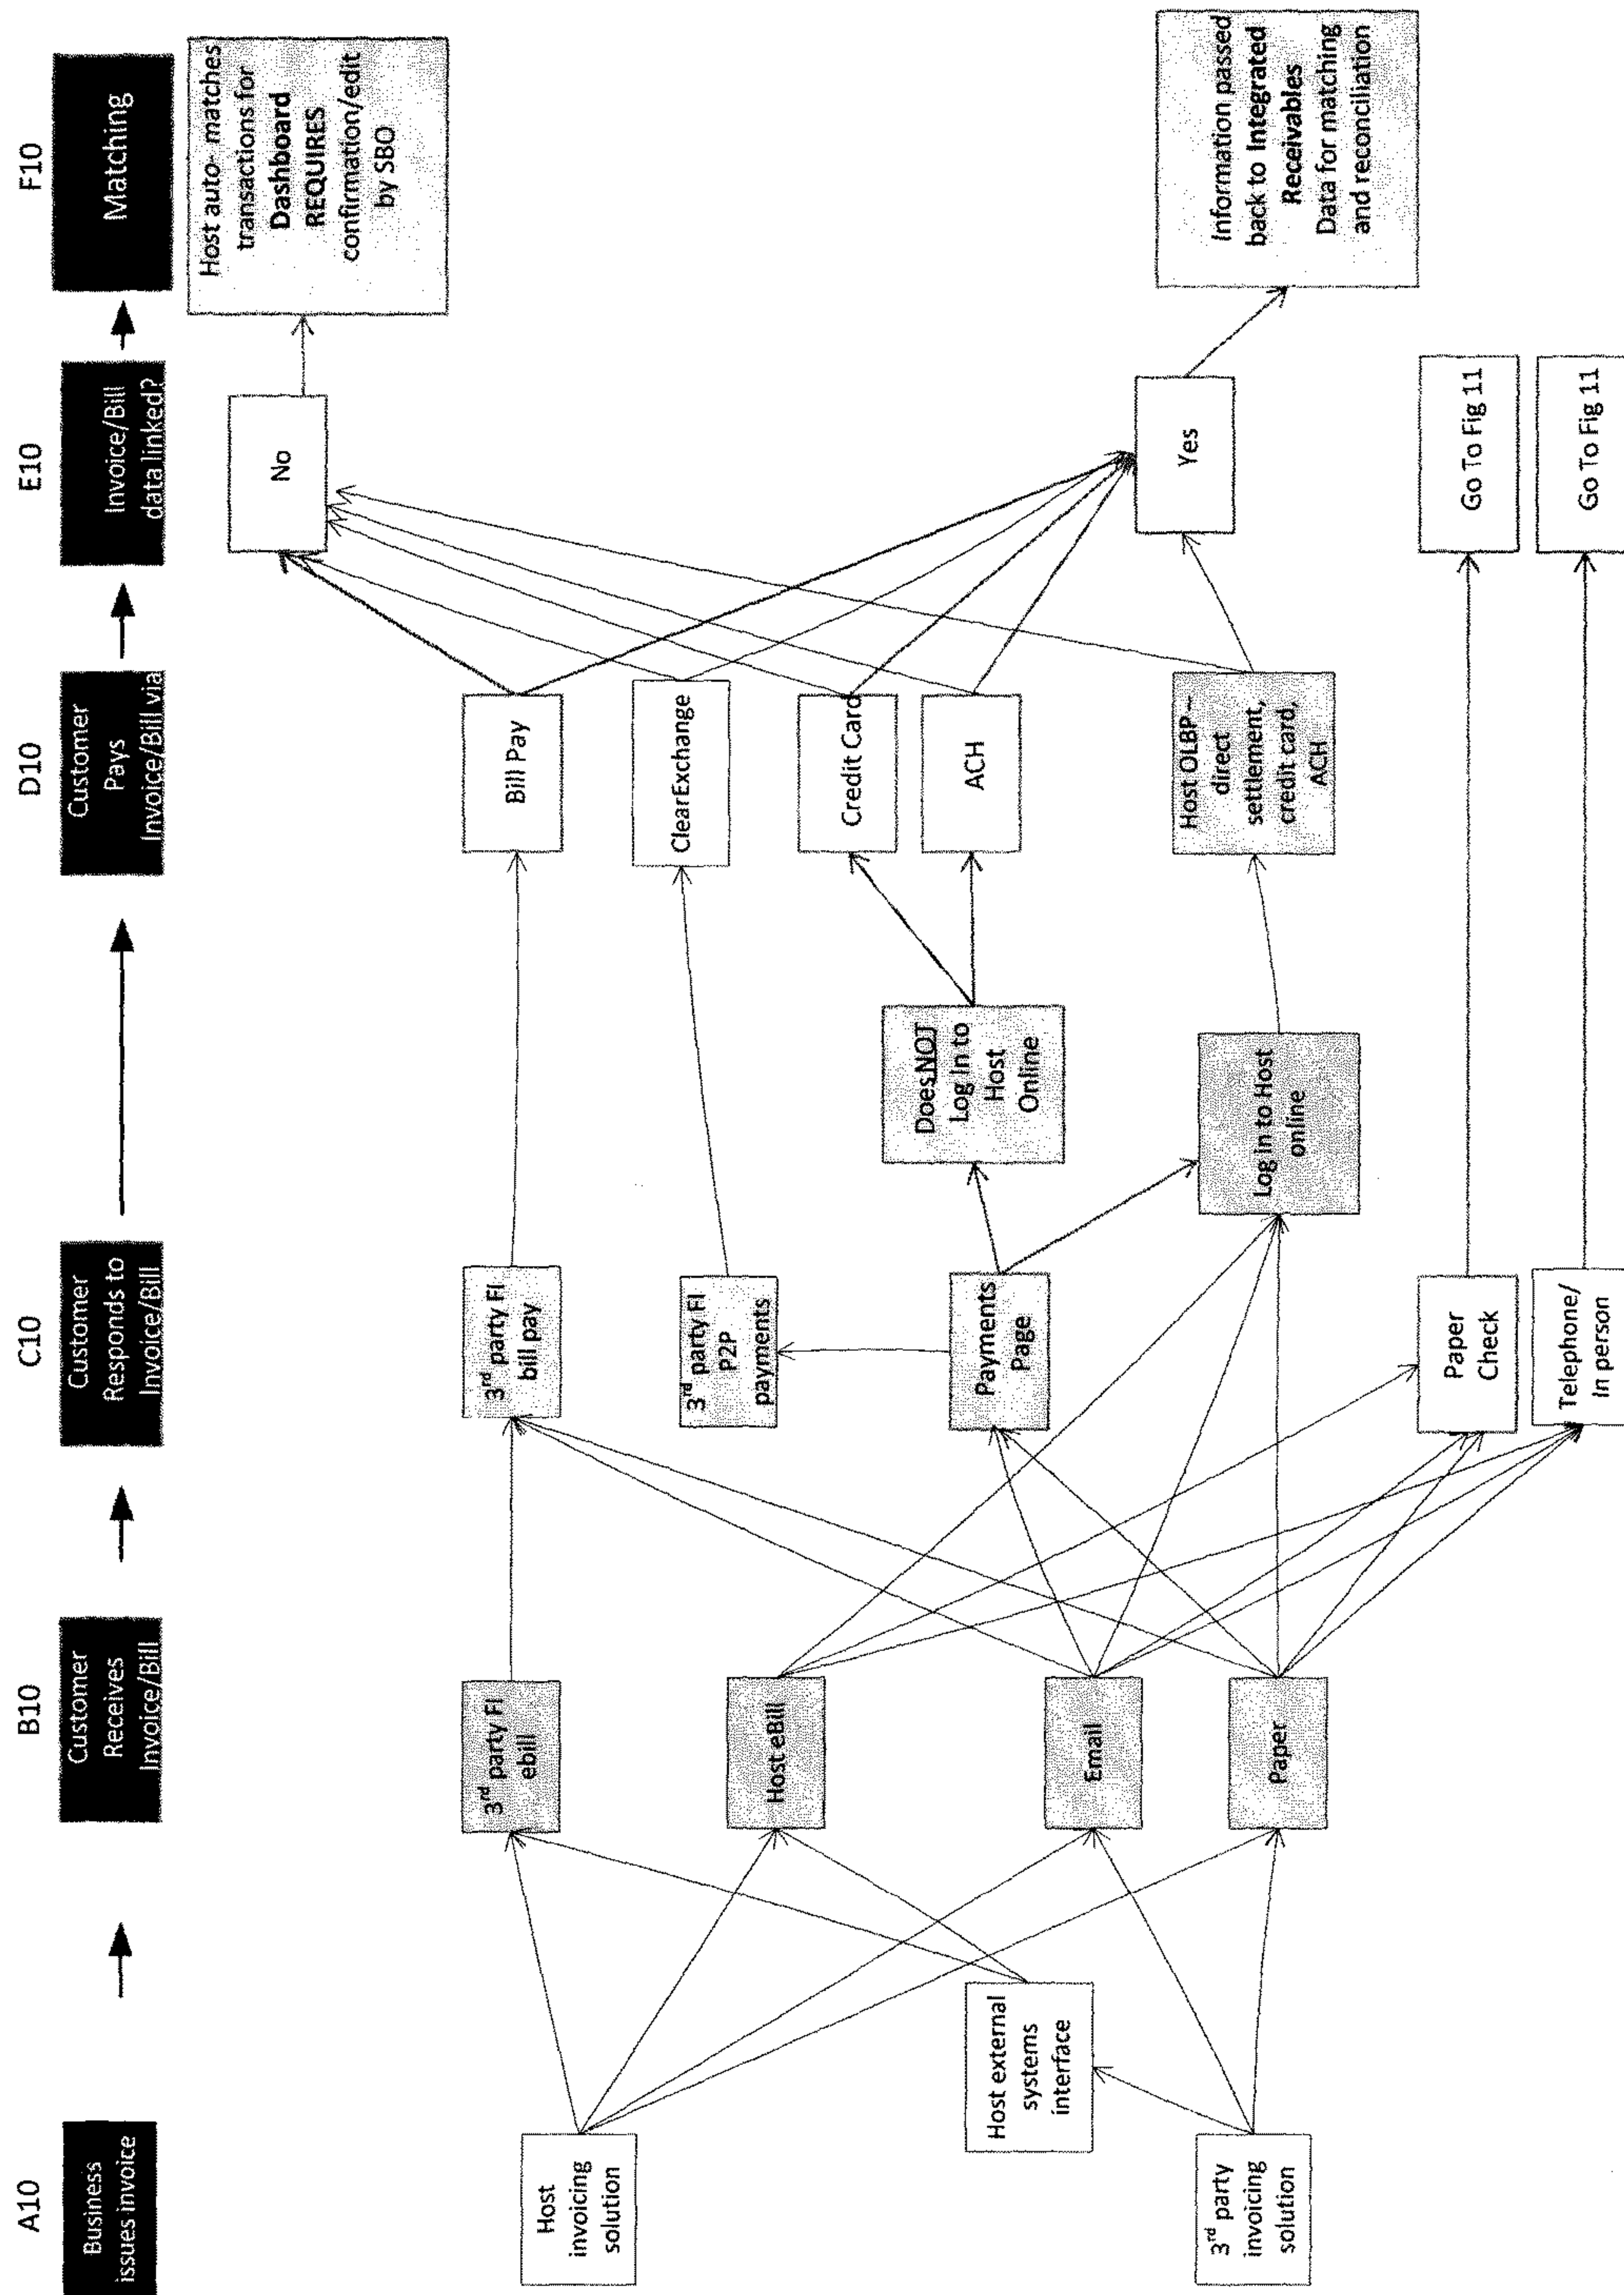 A10
B10
C10
D10
E10
F10
Business
issues invoice
Customer
Receives
Invoice/Bill
Customer
Responds to
Invoice/Bill
Customer
Pays
Invoice/Bill via
Invoice/Bill
data linked?
Matching
Host
invoicing
solution
Host external
systems
interface
3rd party
invoicing
solution
3rd party FI
ebill
Host eBill
Email
Paper
3rd party FI
bill pay
3rd party FI
P2P
payments
Payments
Page
Does NOT
Log In to
Host
Online
Log in to Host
online
Paper
Check
Telephone/
In person
Bill Pay
ClearExchange
Credit Card
ACH
Host OLBP –
direct
settlement,
credit card,
ACH
No
Yes
Go To Fig 11
Go To Fig 11
Host auto- matches
transactions for
Dashboard
REQUIRES
confirmation/edit
by SBO
Information passed
back to Integrated
Receivables
Data for matching
and reconciliation